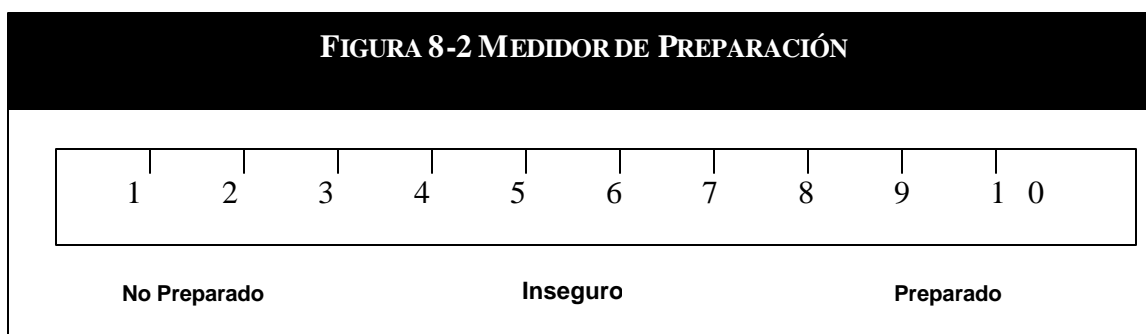 FIGURA 8-2 MEDIDOR DE PREPARACIÓN
1 2 3 4 5 6 7 8 9 1 0
No Preparado Inseguro Preparado